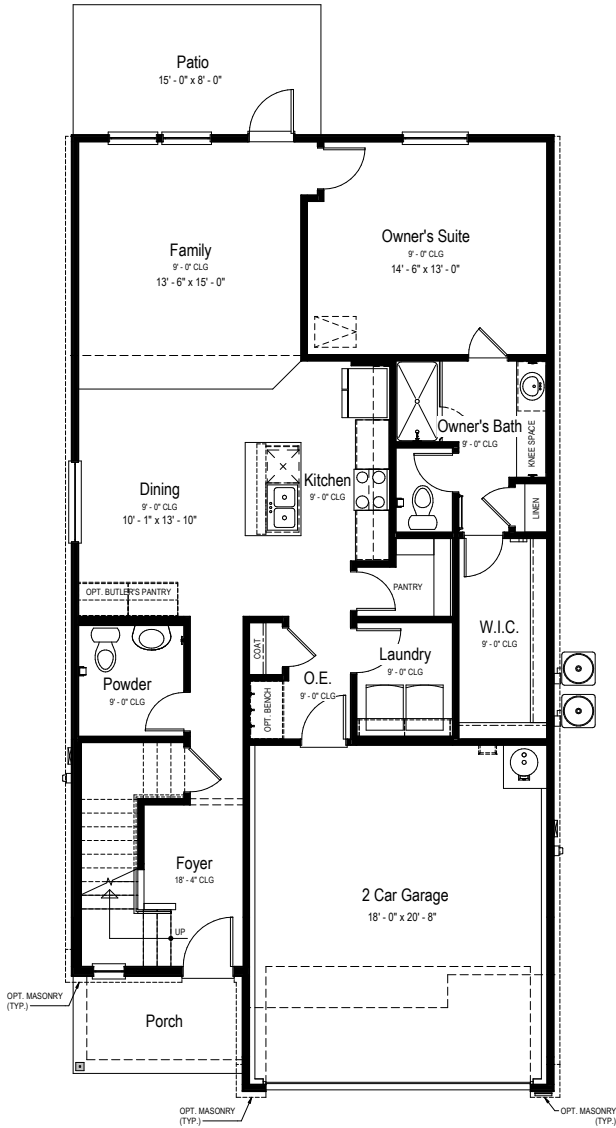 Patio
15' - 0" x 8' - 0"
Family
9' - 0" CLG
13' - 6" x 15' - 0"
Owner's Suite
9' - 0" CLG
14' - 6" x 13' - 0"
Owner's Bath
9' - 0" CLG
KNEE SPACE
Kitchen
9' - 0" CLG
Dining
9' - 0" CLG
10' - 1" x 13' - 10"
LINEN
OPT. BUTLER'S PANTRY
PANTRY
W.I.C.
9' - 0" CLG
COAT
Laundry
9' - 0" CLG
O.E.
9' - 0" CLG
Powder
9' - 0" CLG
OPT. BENCH
Foyer
18' - 4" CLG
2 Car Garage
18' - 0" x 20' - 8"
UP
OPT. MASONRY
(TYP.)
Porch
OPT. MASONRY
(TYP.)
OPT. MASONRY
(TYP.)